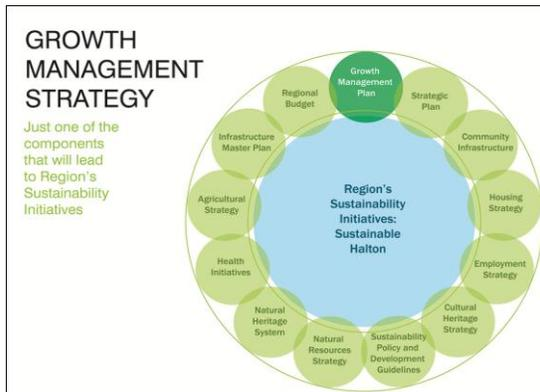 GROWTH
MANAGEMENT
STRATEGY
Just one of the
components
that will lead
to Region's
Sustainability
Initiatives
Growth
Management
Plan
Strategic
Plan
Community
Infrastructure
Housing
Strategy
Employment
Strategy
Cultural
Heritage
Strategy
Sustainability
Policy and
Development
Guidelines
Natural
Resources
Strategy
Natural
Heritage
System
Health
Initiatives
Agricultural
Strategy
Infrastructure
Master Plan
Regional
Budget
Region's
Sustainability
Initiatives:
Sustainable
Halton